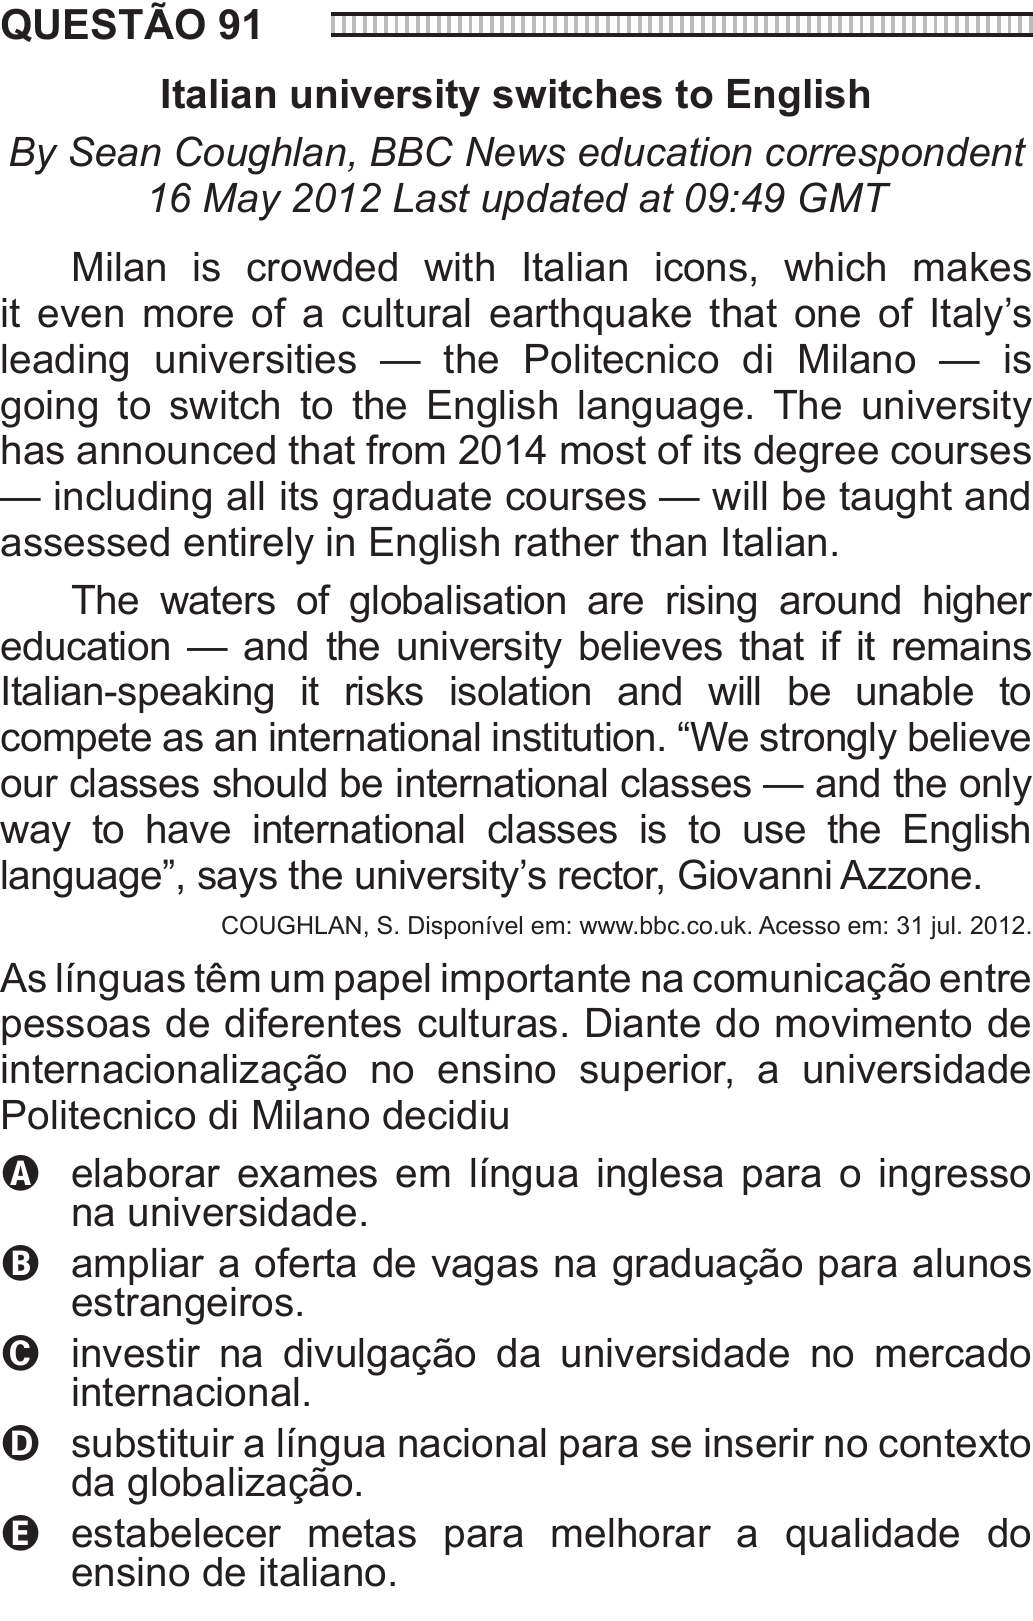 QUESTÃO 91
Italian university switches to English
By Sean Coughlan, BBC News education correspondent
16 May 2012 Last updated at 09:49 GMT
Milan is crowded with Italian icons, which makes
it even more of a cultural earthquake that one of Italy’s
leading universities — the Politecnico di Milano — is
going to switch to the English language. The university
has announced that from 2014 most of its degree courses
— including all its graduate courses — will be taught and
assessed entirely in English rather than Italian.
The waters of globalisation are rising around higher
education — and the university believes that if it remains
Italian-speaking it risks isolation and will be unable to
compete as an international institution. “We strongly believe
our classes should be international classes — and the only
way to have international classes is to use the English
language”, says the university’s rector, Giovanni Azzone.
COUGHLAN, S. Disponível em: www.bbc.co.uk. Acesso em: 31 jul. 2012.
As línguas têm um papel importante na comunicação entre
pessoas de diferentes culturas. Diante do movimento de
internacionalização no ensino superior, a universidade
Politecnico di Milano decidiu
A elaborar exames em língua inglesa para o ingresso
na universidade.
B ampliar a oferta de vagas na graduação para alunos
estrangeiros.
C investir na divulgação da universidade no mercado
internacional.
D substituir a língua nacional para se inserir no contexto
da globalização.
E estabelecer metas para melhorar a qualidade do
ensino de italiano.